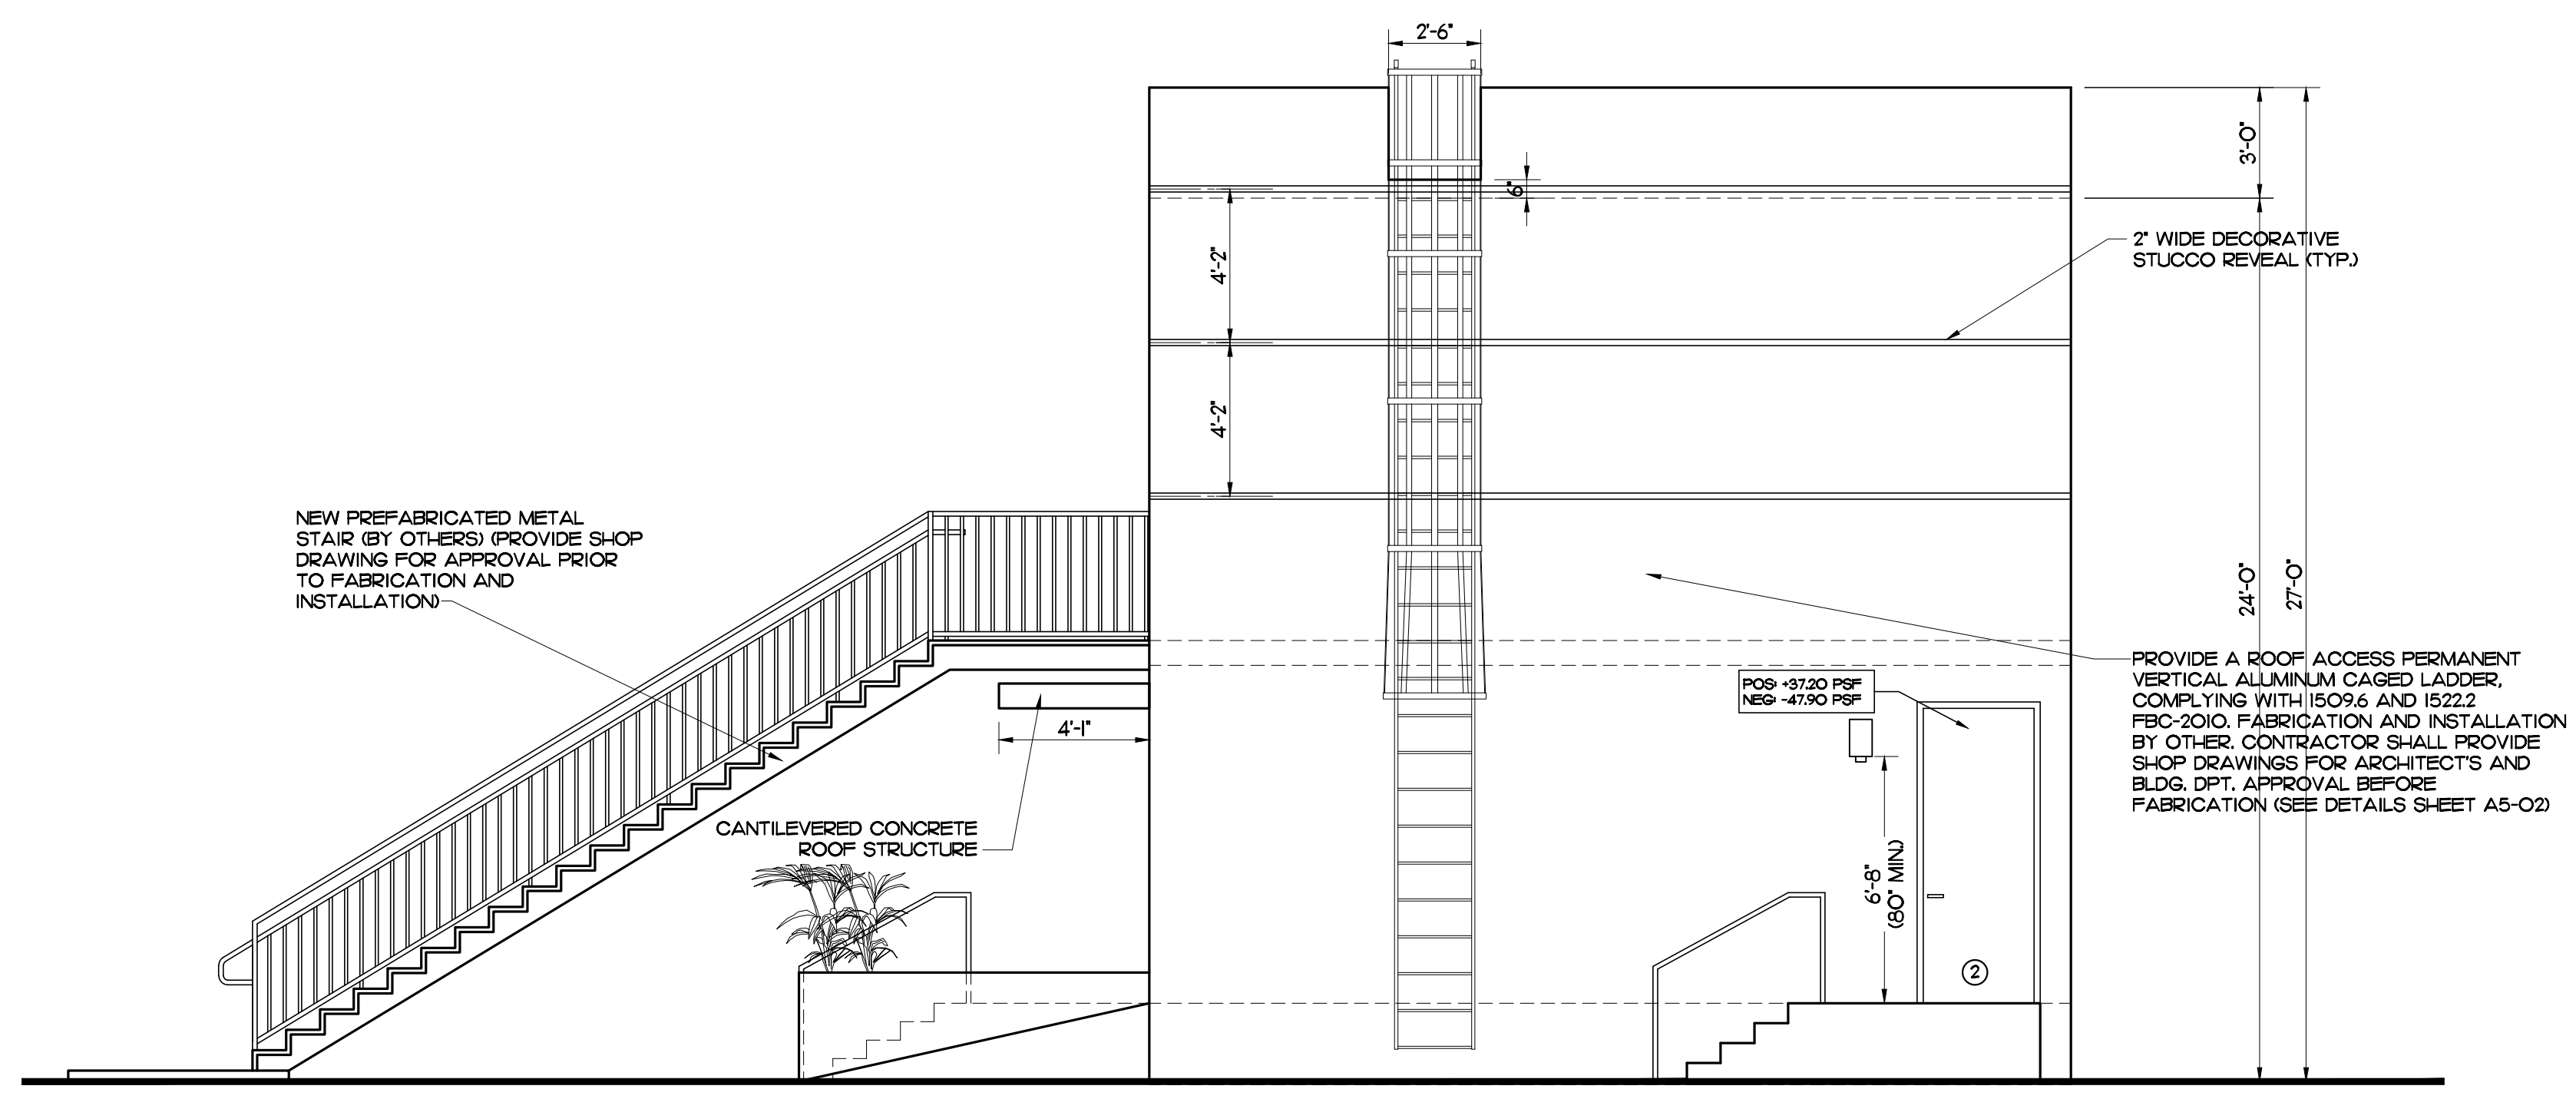 2'-6"
3'-0"
6"
4'-2"
2" WIDE DECORATIVE
STUCCO REVEAL (TYP.)
4'-2"
NEW PREFABRICATED METAL
STAIR (BY OTHERS) (PROVIDE SHOP
DRAWING FOR APPROVAL PRIOR
TO FABRICATION AND
INSTALLATION)
24'-0"
27'-0"
PROVIDE A ROOF ACCESS PERMANENT
VERTICAL ALUMINUM CAGED LADDER,
COMPLYING WITH 1509.6 AND 1522.2
FBC-2010. FABRICATION AND INSTALLATION
BY OTHER. CONTRACTOR SHALL PROVIDE
SHOP DRAWINGS FOR ARCHITECT'S AND
BLDG. DPT. APPROVAL BEFORE
FABRICATION (SEE DETAILS SHEET A5-02)
POS: +37.20 PSF
NEG: -47.90 PSF
4'-1"
CANTILEVERED CONCRETE
ROOF STRUCTURE
6'-8"
(80" MIN.)
2